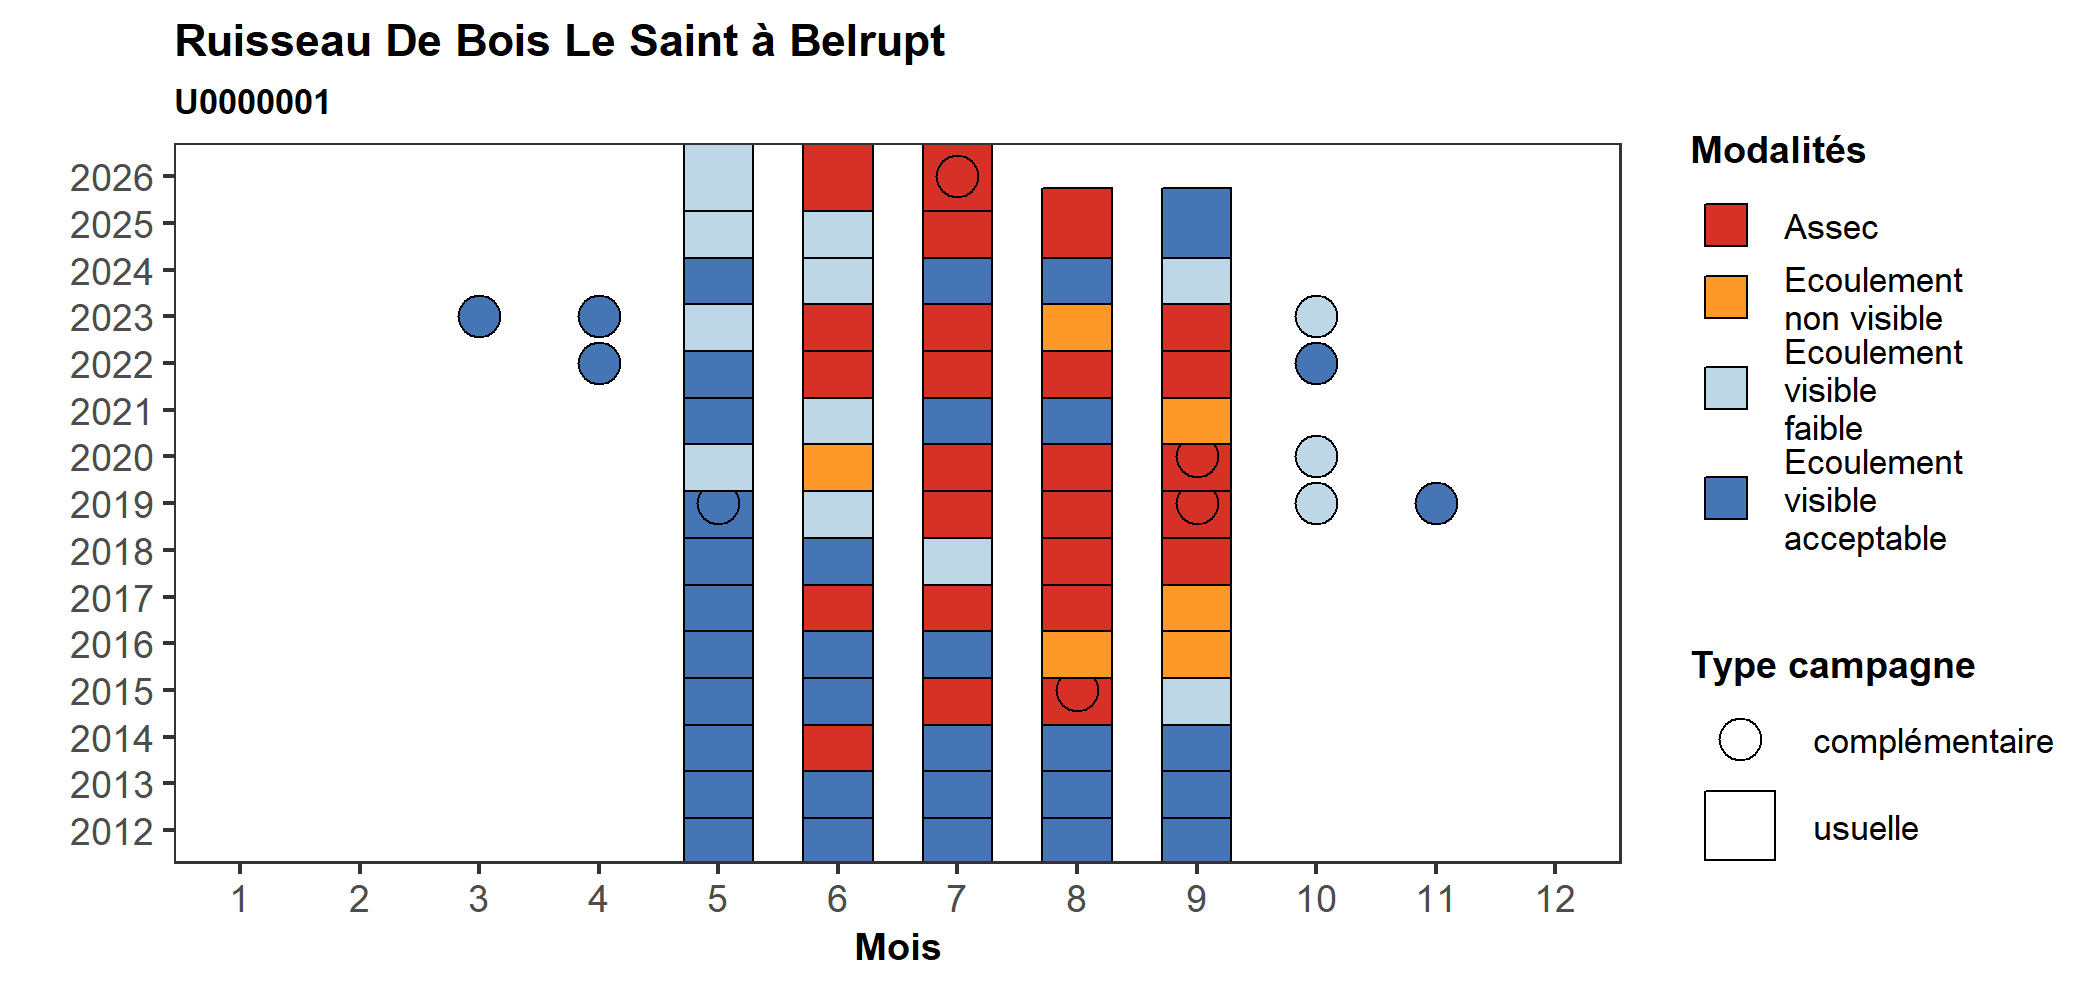 Ruisseau De Bois Le Saint à Belrupt
U0000001
2026
2025
2024
2023
2022
2021
2020
2019
2018
2017
2016
2015
2014
2013
2012
1 2 3 4 5 6 7 8 9 10 11 12
Mois
Modalités
Assec
Ecoulement
non visible
Ecoulement
visible
faible
Ecoulement
visible
acceptable
Type campagne
complémentaire
usuelle